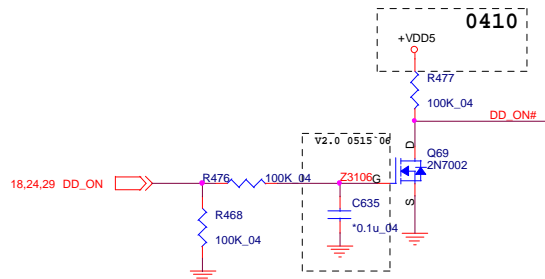 0410
+VDD5
R477
100K_04
DD_ON#
V2.0 0515`06
D
Q69
2N7002
18,24,29 DD_ON
R476
100K_04
Z3106
G
S
C635
*0.1u_04
R468
100K_04